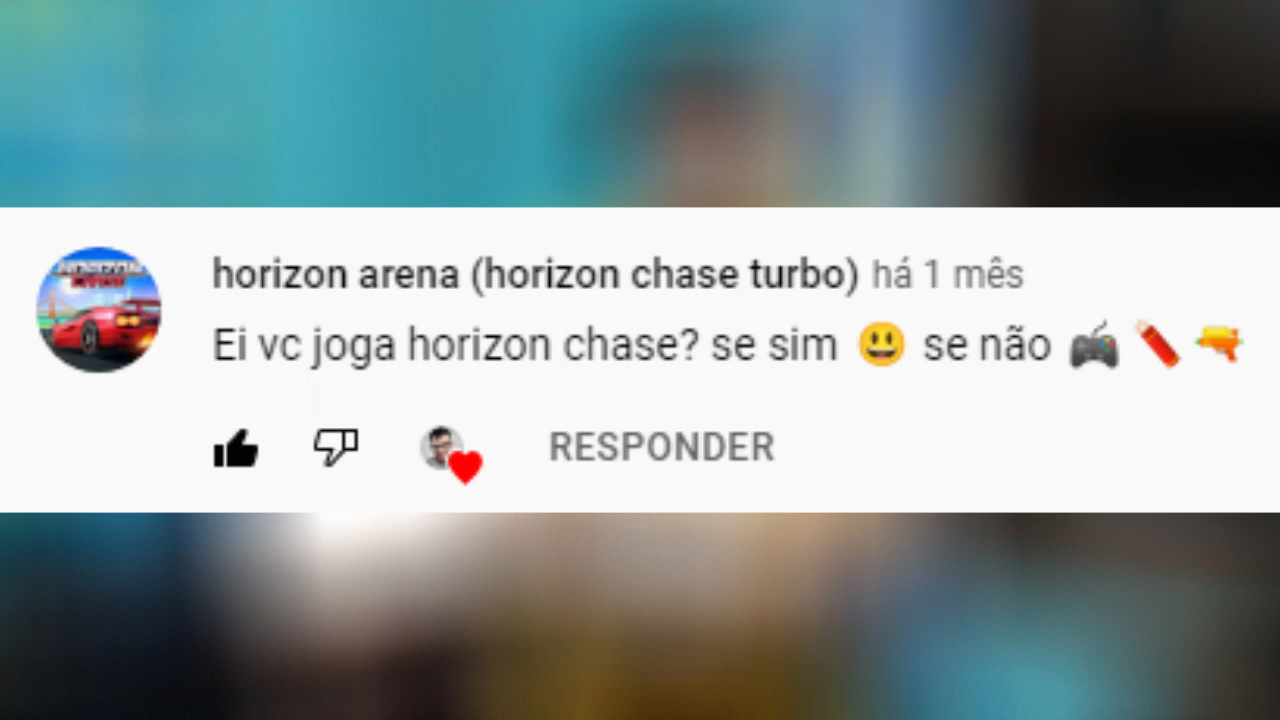 horizon arena (horizon chase turbo) há 1 mês
Ei vc joga horizon chase? se sim 😃 se não 🎮 🧨 🔫
RESPONDER